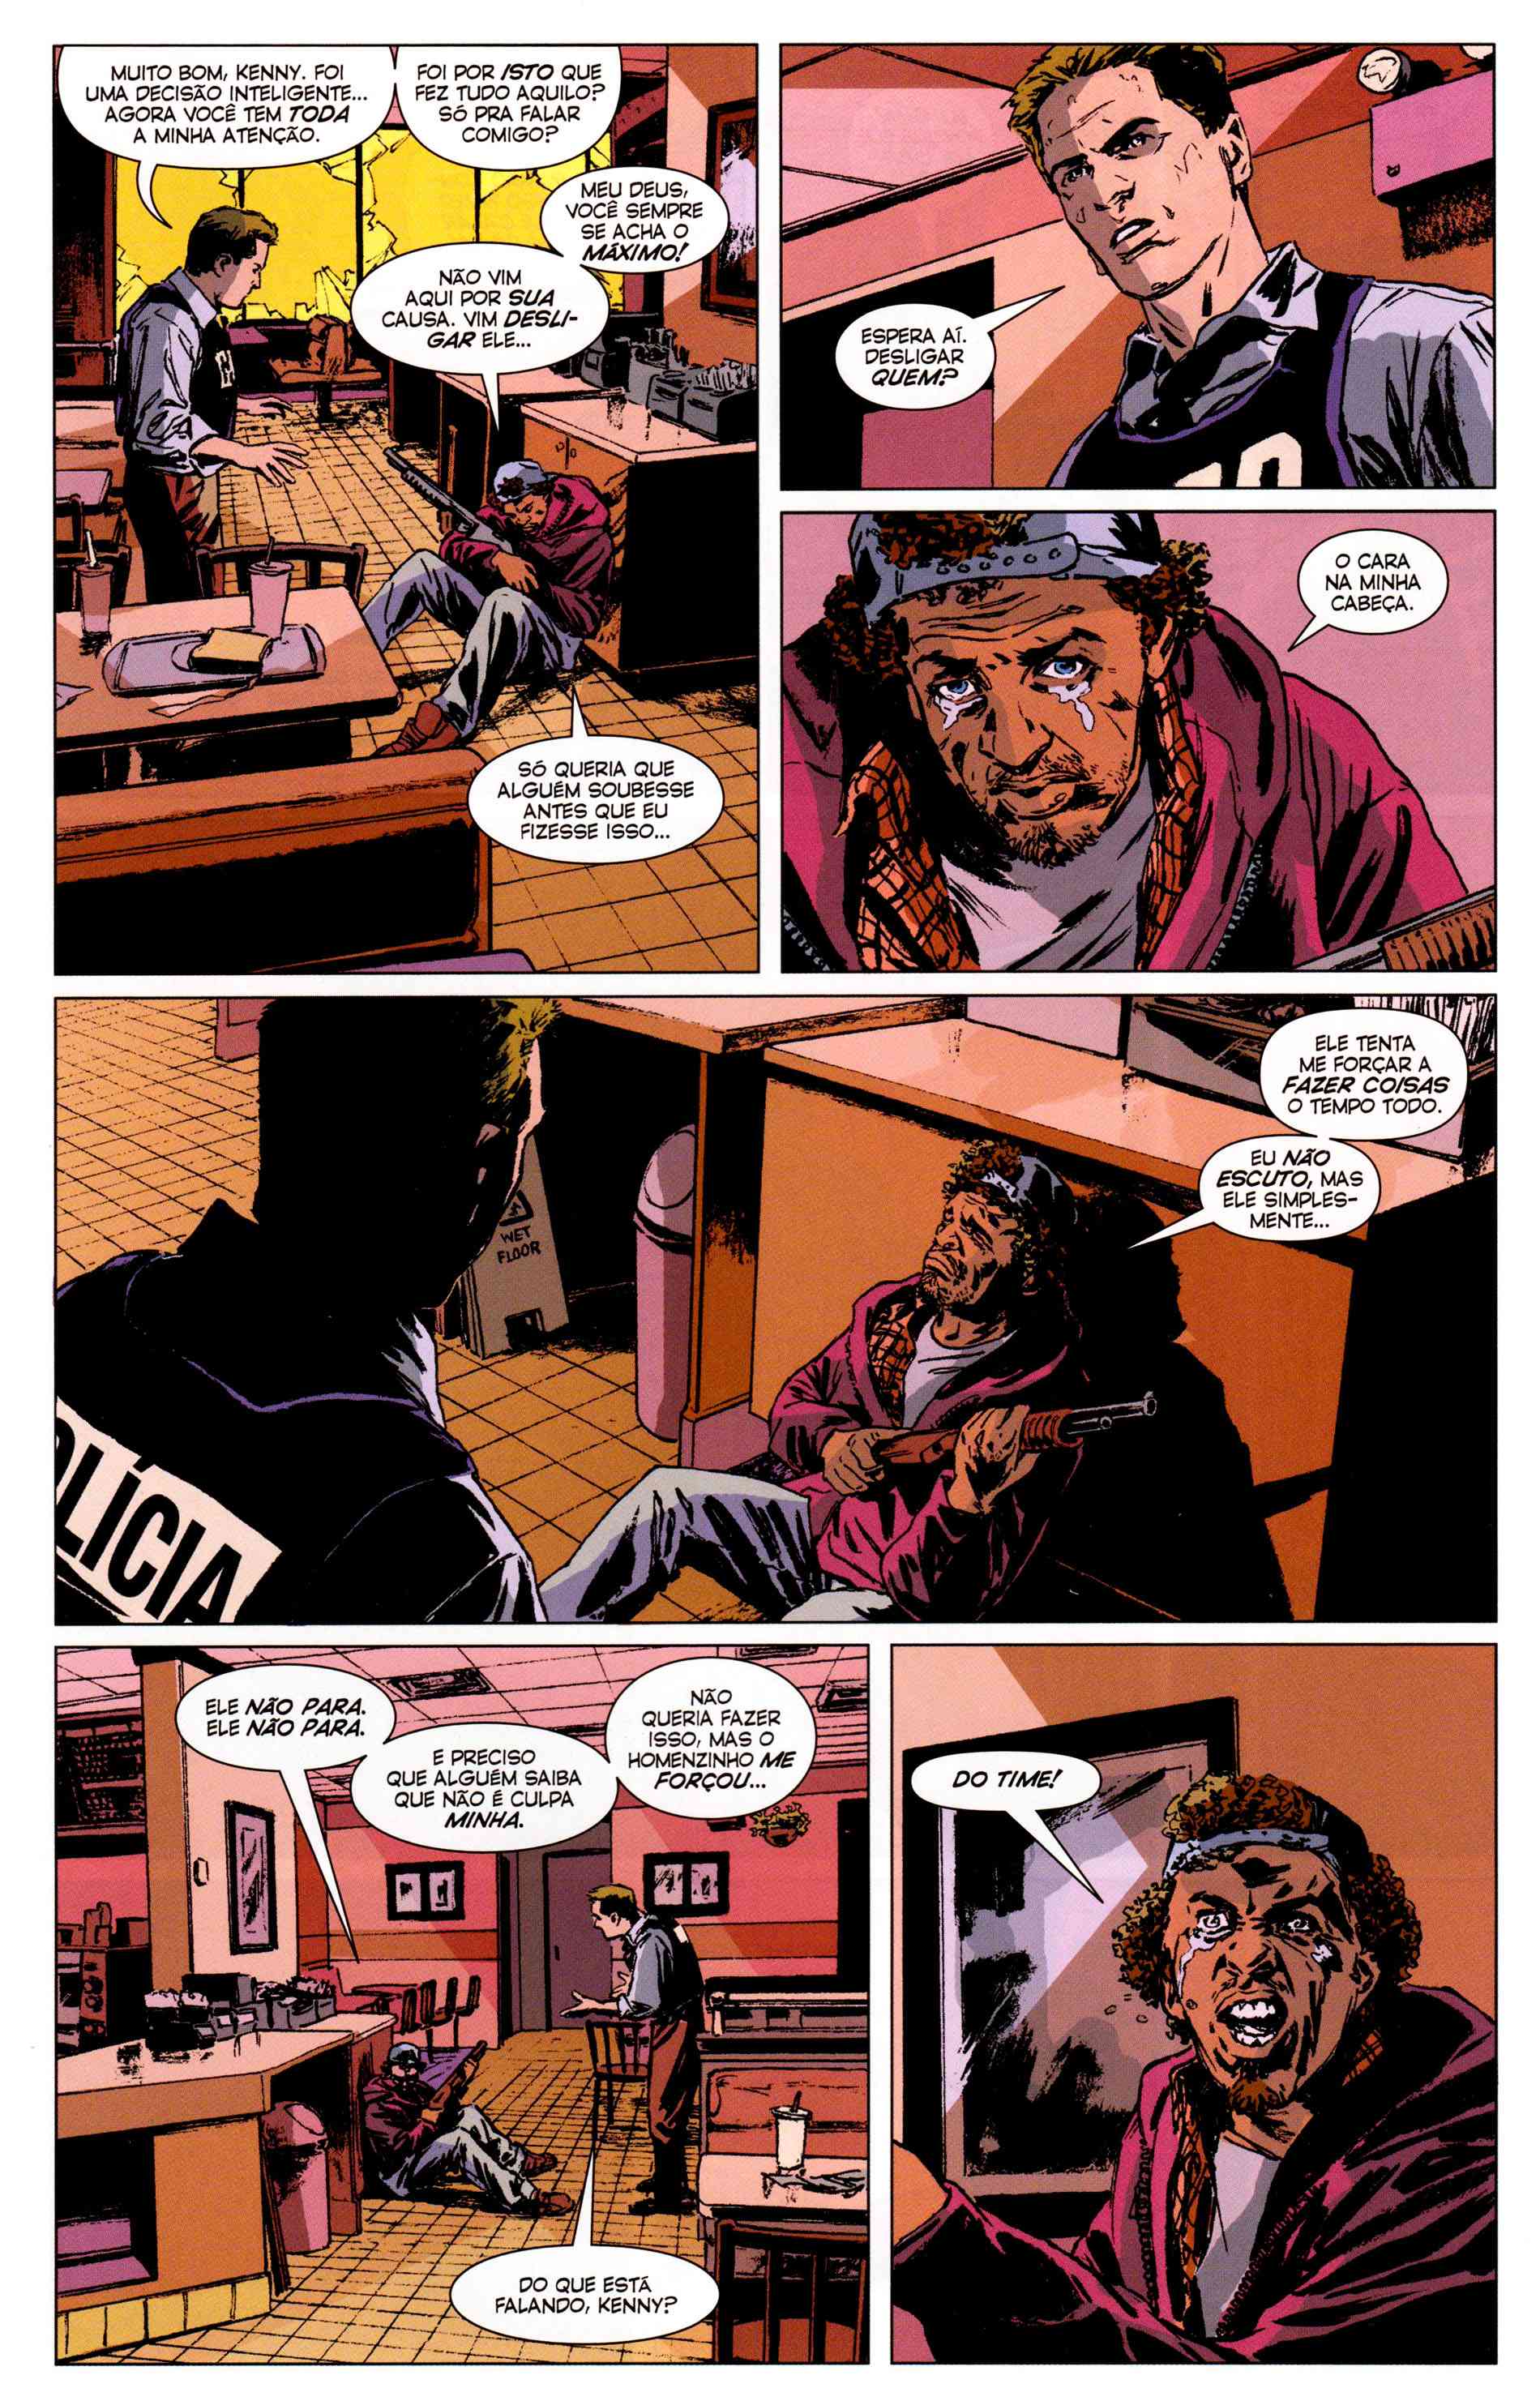 MUITO BOM, KENNY. FOI
UMA DECISÃO INTELIGENTE...
AGORA VOCÊ TEM TODA
A MINHA ATENÇÃO.
FOI POR ISTO QUE
FEZ TUDO AQUILO?
SÓ PRA FALAR
COMIGO?
MEU DEUS,
VOCÊ SEMPRE
SE ACHA O
MÁXIMO!
NÃO VIM
AQUI POR SUA
CAUSA. VIM DESLI-
GAR ELE...
SÓ QUERIA QUE
ALGUÉM SOUBESSE
ANTES QUE EU
FIZESSE ISSO...
ESPERA AÍ.
DESLIGAR
QUEM?
O CARA
NA MINHA
CABEÇA.
ELE TENTA
ME FORÇAR A
FAZER COISAS
O TEMPO TODO.
EU NÃO
ESCUTO, MAS
ELE SIMPLES-
MENTE...
WET
FLOOR
OLÍCIA
ELE NÃO PARA.
ELE NÃO PARA.
E PRECISO
QUE ALGUÉM SAIBA
QUE NÃO É CULPA
MINHA.
NÃO
QUERIA FAZER
ISSO, MAS O
HOMENZINHO ME
FORÇOU...
DO QUE ESTÁ
FALANDO, KENNY?
DO TIME!